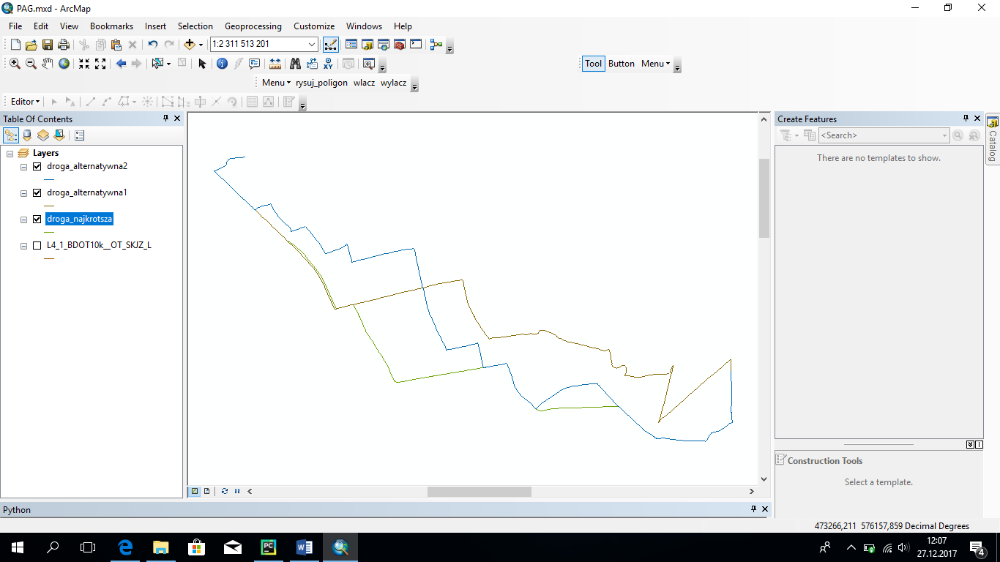 PAG.mxd - ArcMap
File Edit View Bookmarks Insert Selection Geoprocessing Customize Windows Help
1:2 311 513 201
Tool Button Menu
Menu rysuj_poligon wlacz wylacz
Editor
Table Of Contents
Create Features
Catalog
<Search>
Layers
There are no templates to show.
droga_alternatywna2
droga_alternatywna1
droga_najkrotsza
L4_1_BDOT10k__OT_SKJZ_L
Construction Tools
Select a template.
Python
473266,211 576157,859 Decimal Degrees
12:07
27.12.2017
4